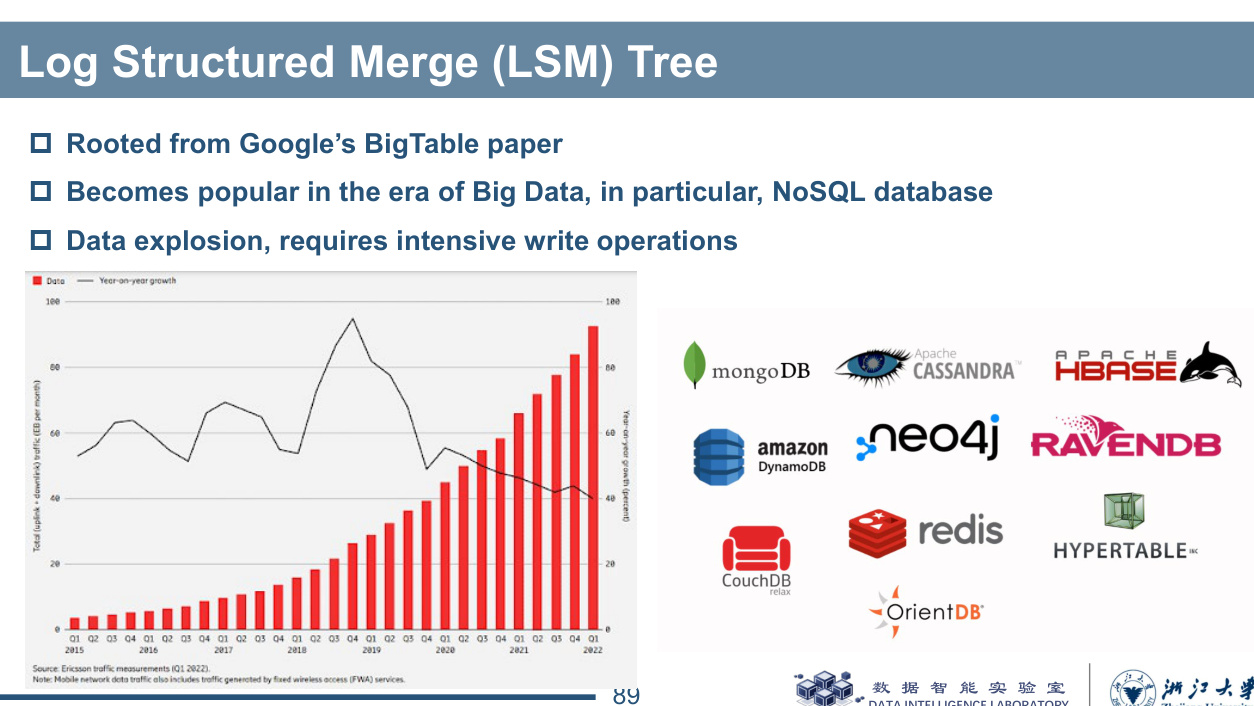 Log Structured Merge (LSM) Tree
Rooted from Google's BigTable paper
Becomes popular in the era of Big Data, in particular, NoSQL database
Data explosion, requires intensive write operations
Data Year-on-year growth
100 100
80 80
60 60
40 40
20 20
0 0
Total (uplink + downlink) traffic (EB per month)
Year-on-year growth (percent)
Q1 Q2 Q3 Q4 Q1 Q2 Q3 Q4 Q1 Q2 Q3 Q4 Q1 Q2 Q3 Q4 Q1 Q2 Q3 Q4 Q1 Q2 Q3 Q4 Q1 Q2 Q3 Q4 Q1
2015 2016 2017 2018 2019 2020 2021 2022
Source: Ericsson traffic measurements (Q1 2022).
Note: Mobile network data traffic also includes traffic generated by fixed wireless access (FWA) services.
mongoDB
Apache
CASSANDRA
APACHE
HBASE
amazon
DynamoDB
neo4j
RAVENDB
CouchDB
relax
redis
HYPERTABLE INC
OrientDB
89
数据智能实验室
DATA INTELLIGENCE LABORATORY
浙江大学